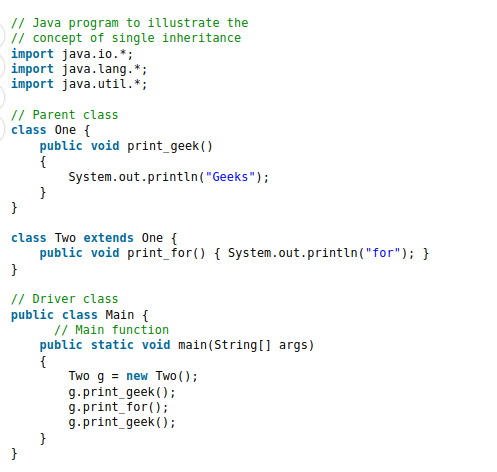 // Java program to illustrate the
// concept of single inheritance
import java.io.*;
import java.lang.*;
import java.util.*;

// Parent class
class One {
    public void print_geek()
    {
        System.out.println("Geeks");
    }
}

class Two extends One {
    public void print_for() { System.out.println("for"); }
}

// Driver class
public class Main {
      // Main function
    public static void main(String[] args)
    {
        Two g = new Two();
        g.print_geek();
        g.print_for();
        g.print_geek();
    }
}